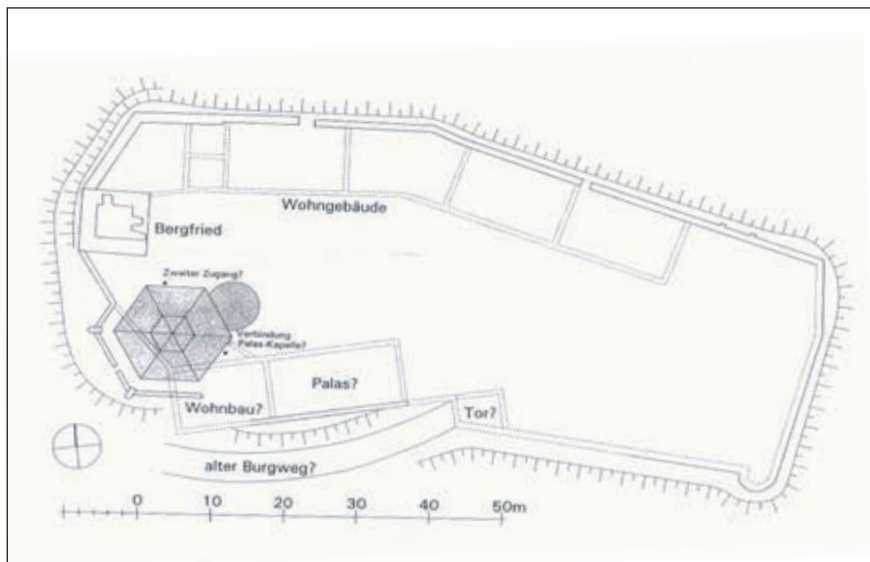 Wohngebäude
Bergfried
Zweiter Zugang?
Verbindung
Palas-Kapelle?
Palas?
Wohnbau?
Tor?
alter Burgweg?
0 10 20 30 40 50m